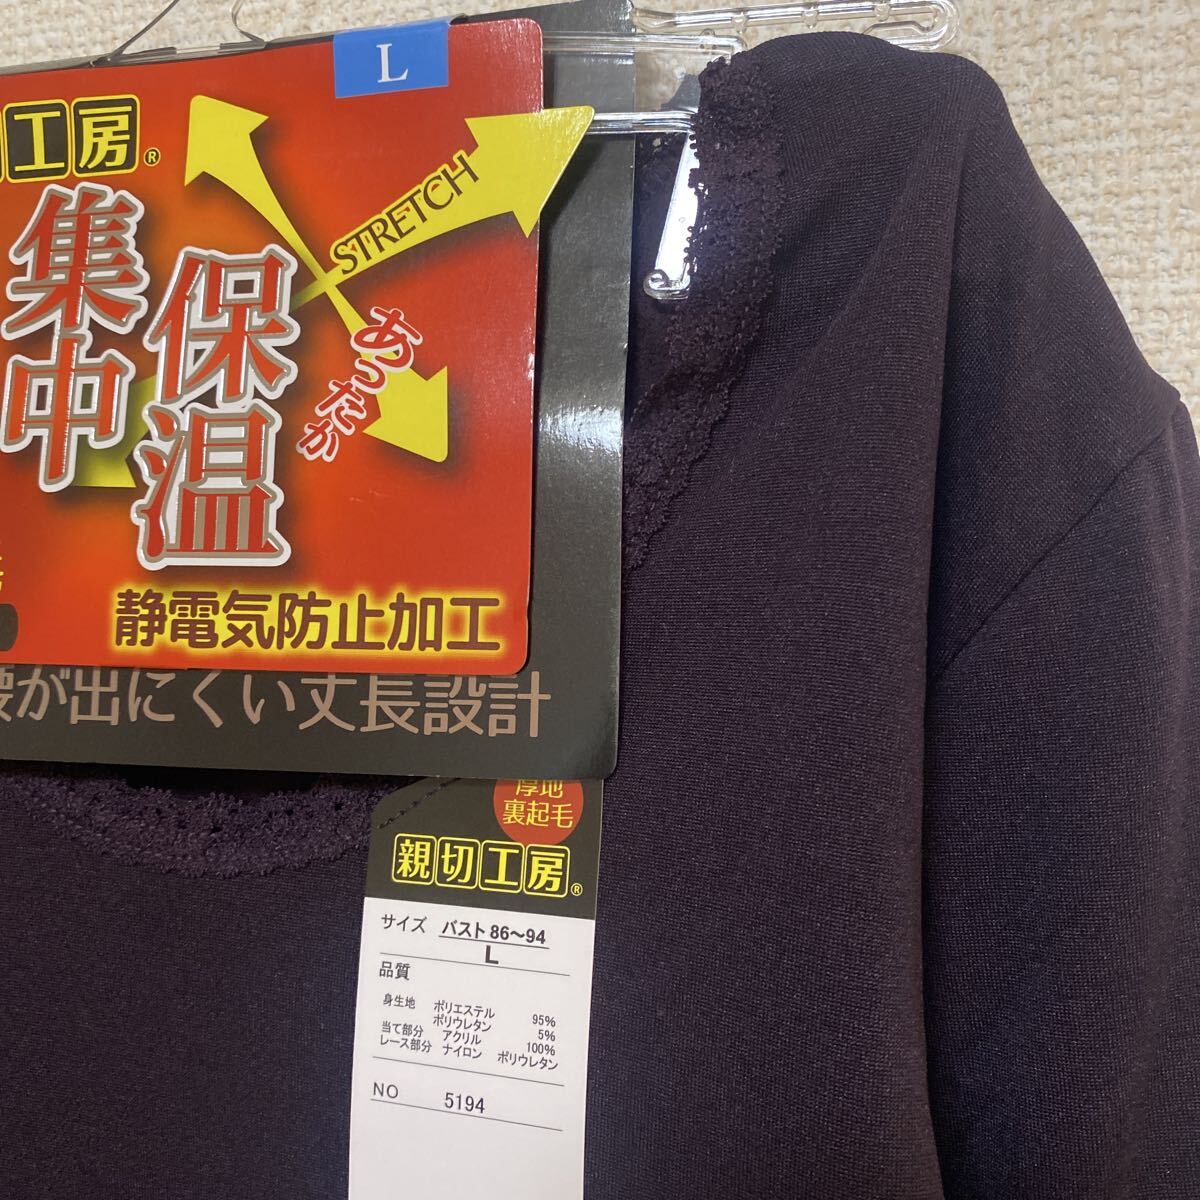 L
工房®
集中
保温
STRETCH
あったか
静電気防止加工
腰が出にくい丈長設計
厚地
裏起毛
親切工房®
サイズ バスト 86～94
L
品質
身生地 ポリエステル 95%
ポリウレタン 5%
当て部分 アクリル 100%
レース部分 ナイロン ポリウレタン
NO 5194